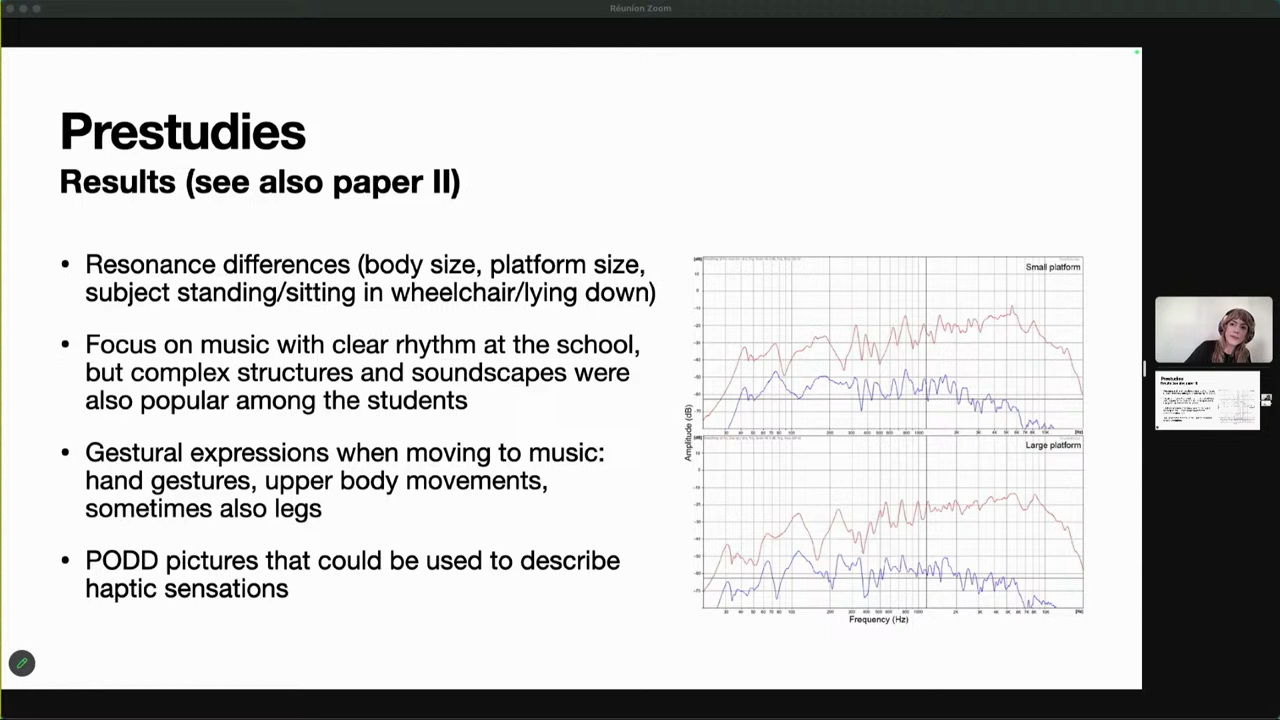 Réunion Zoom
Prestudies
Results (see also paper II)
• Resonance differences (body size, platform size,
subject standing/sitting in wheelchair/lying down)
• Focus on music with clear rhythm at the school,
but complex structures and soundscapes were
also popular among the students
• Gestural expressions when moving to music:
hand gestures, upper body movements,
sometimes also legs
• PODD pictures that could be used to describe
haptic sensations
Small platform
Large platform
Amplitude (dB)
Frequency (Hz)